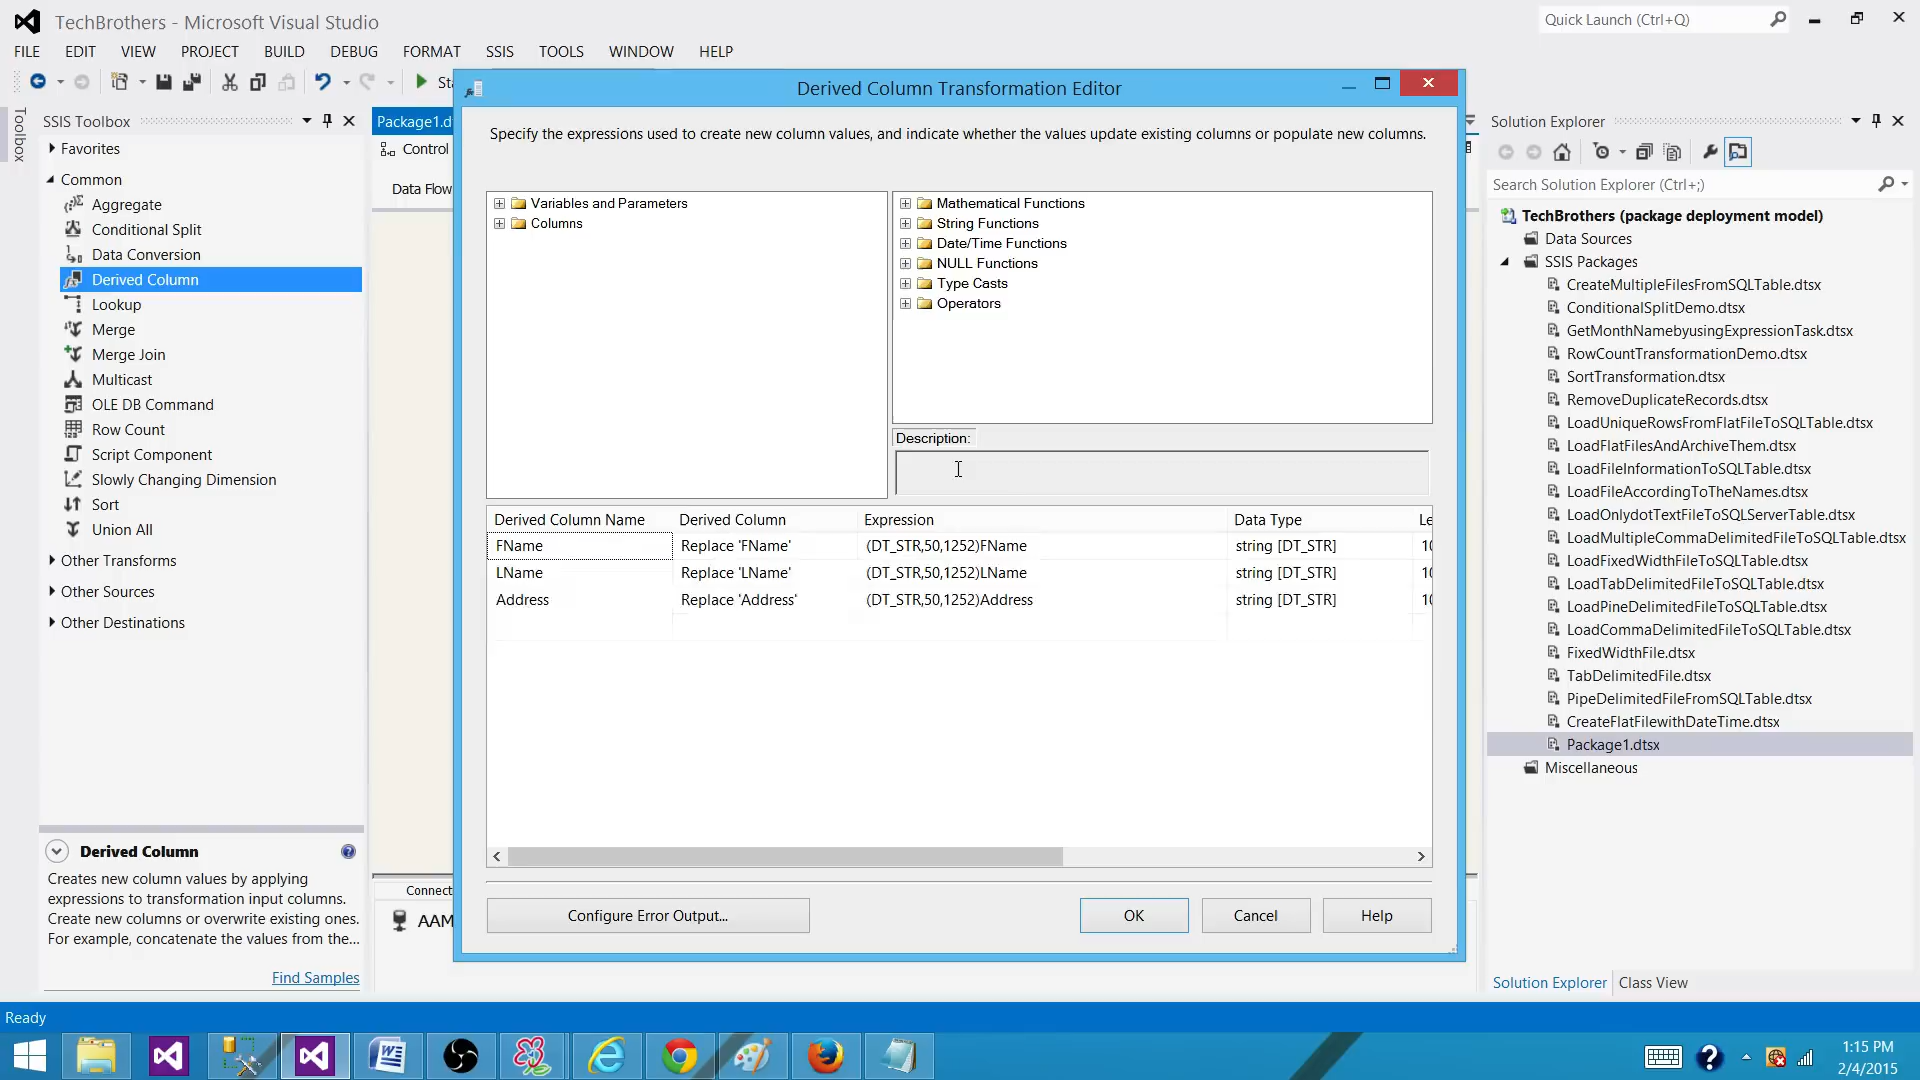 TechBrothers - Microsoft Visual Studio
Quick Launch (Ctrl+Q)
FILE EDIT VIEW PROJECT BUILD DEBUG FORMAT SSIS TOOLS WINDOW HELP
Toolbox
SSIS Toolbox
Favorites
Common
Aggregate
Conditional Split
Data Conversion
Derived Column
Lookup
Merge
Merge Join
Multicast
OLE DB Command
Row Count
Script Component
Slowly Changing Dimension
Sort
Union All
Other Transforms
Other Sources
Other Destinations
Derived Column
Creates new column values by applying
expressions to transformation input columns.
Create new columns or overwrite existing ones.
For example, concatenate the values from the...
Find Samples
Package1.d
Control
Data Flow
Connect
AAM
Derived Column Transformation Editor
Specify the expressions used to create new column values, and indicate whether the values update existing columns or populate new columns.
Variables and Parameters
Columns
Mathematical Functions
String Functions
Date/Time Functions
NULL Functions
Type Casts
Operators
Description:
Derived Column Name Derived Column Expression Data Type Le
FName Replace 'FName' (DT_STR,50,1252)FName string [DT_STR] 10
LName Replace 'LName' (DT_STR,50,1252)LName string [DT_STR] 10
Address Replace 'Address' (DT_STR,50,1252)Address string [DT_STR] 10
Configure Error Output... OK Cancel Help
Solution Explorer
Search Solution Explorer (Ctrl+;)
TechBrothers (package deployment model)
Data Sources
SSIS Packages
CreateMultipleFilesFromSQLTable.dtsx
ConditionalSplitDemo.dtsx
GetMonthNamebyusingExpressionTask.dtsx
RowCountTransformationDemo.dtsx
SortTransformation.dtsx
RemoveDuplicateRecords.dtsx
LoadUniqueRowsFromFlatFileToSQLTable.dtsx
LoadFlatFilesAndArchiveThem.dtsx
LoadFileInformationToSQLTable.dtsx
LoadFileAccordingToTheNames.dtsx
LoadOnlydotTextFileToSQLServerTable.dtsx
LoadMultipleCommaDelimitedFileToSQLTable.dtsx
LoadFixedWidthFileToSQLTable.dtsx
LoadTabDelimitedFileToSQLTable.dtsx
LoadPineDelimitedFileToSQLTable.dtsx
LoadCommaDelimitedFileToSQLTable.dtsx
FixedWidthFile.dtsx
TabDelimitedFile.dtsx
PipeDelimitedFileFromSQLTable.dtsx
CreateFlatFilewithDateTime.dtsx
Package1.dtsx
Miscellaneous
Solution Explorer Class View
Ready
1:15 PM
2/4/2015